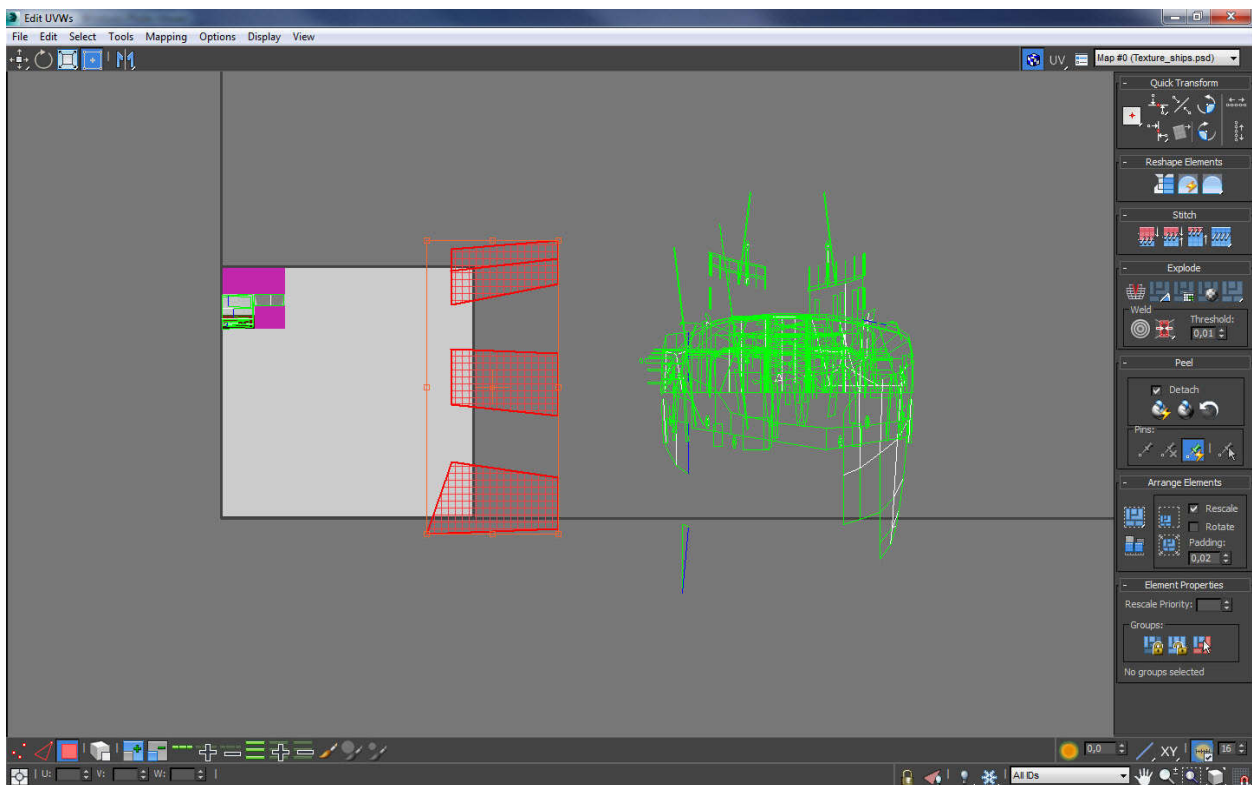 Edit UVWs
File Edit Select Tools Mapping Options Display View
UV, Map #0 (Texture_ships.psd)
- Quick Transform
- Reshape Elements
- Stitch
- Explode
Weld
Threshold:
0,01
- Peel
Detach
Pins:
- Arrange Elements
Rescale
Rotate
Padding:
0,02
- Element Properties
Rescale Priority:
Groups:
No groups selected
0,0 XY, 16
U: V: W: All IDs